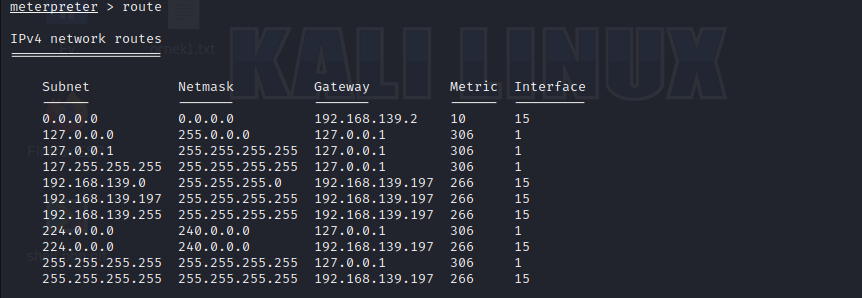 meterpreter > route
IPv4 network routes
Subnet Netmask Gateway Metric Interface
0.0.0.0 0.0.0.0 192.168.139.2 10 15
127.0.0.0 255.0.0.0 127.0.0.1 306 1
127.0.0.1 255.255.255.255 127.0.0.1 306 1
127.255.255.255 255.255.255.255 127.0.0.1 306 1
192.168.139.0 255.255.255.0 192.168.139.197 266 15
192.168.139.197 255.255.255.255 192.168.139.197 266 15
192.168.139.255 255.255.255.255 192.168.139.197 266 15
224.0.0.0 240.0.0.0 127.0.0.1 306 1
224.0.0.0 240.0.0.0 192.168.139.197 266 15
255.255.255.255 255.255.255.255 127.0.0.1 306 1
255.255.255.255 255.255.255.255 192.168.139.197 266 15
KALI LINUX